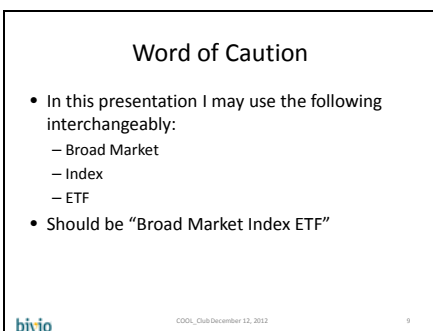 Word of Caution
• In this presentation I may use the following
interchangeably:
– Broad Market
– Index
– ETF
• Should be “Broad Market Index ETF”
bivio
COOL_Club December 12, 2012
9